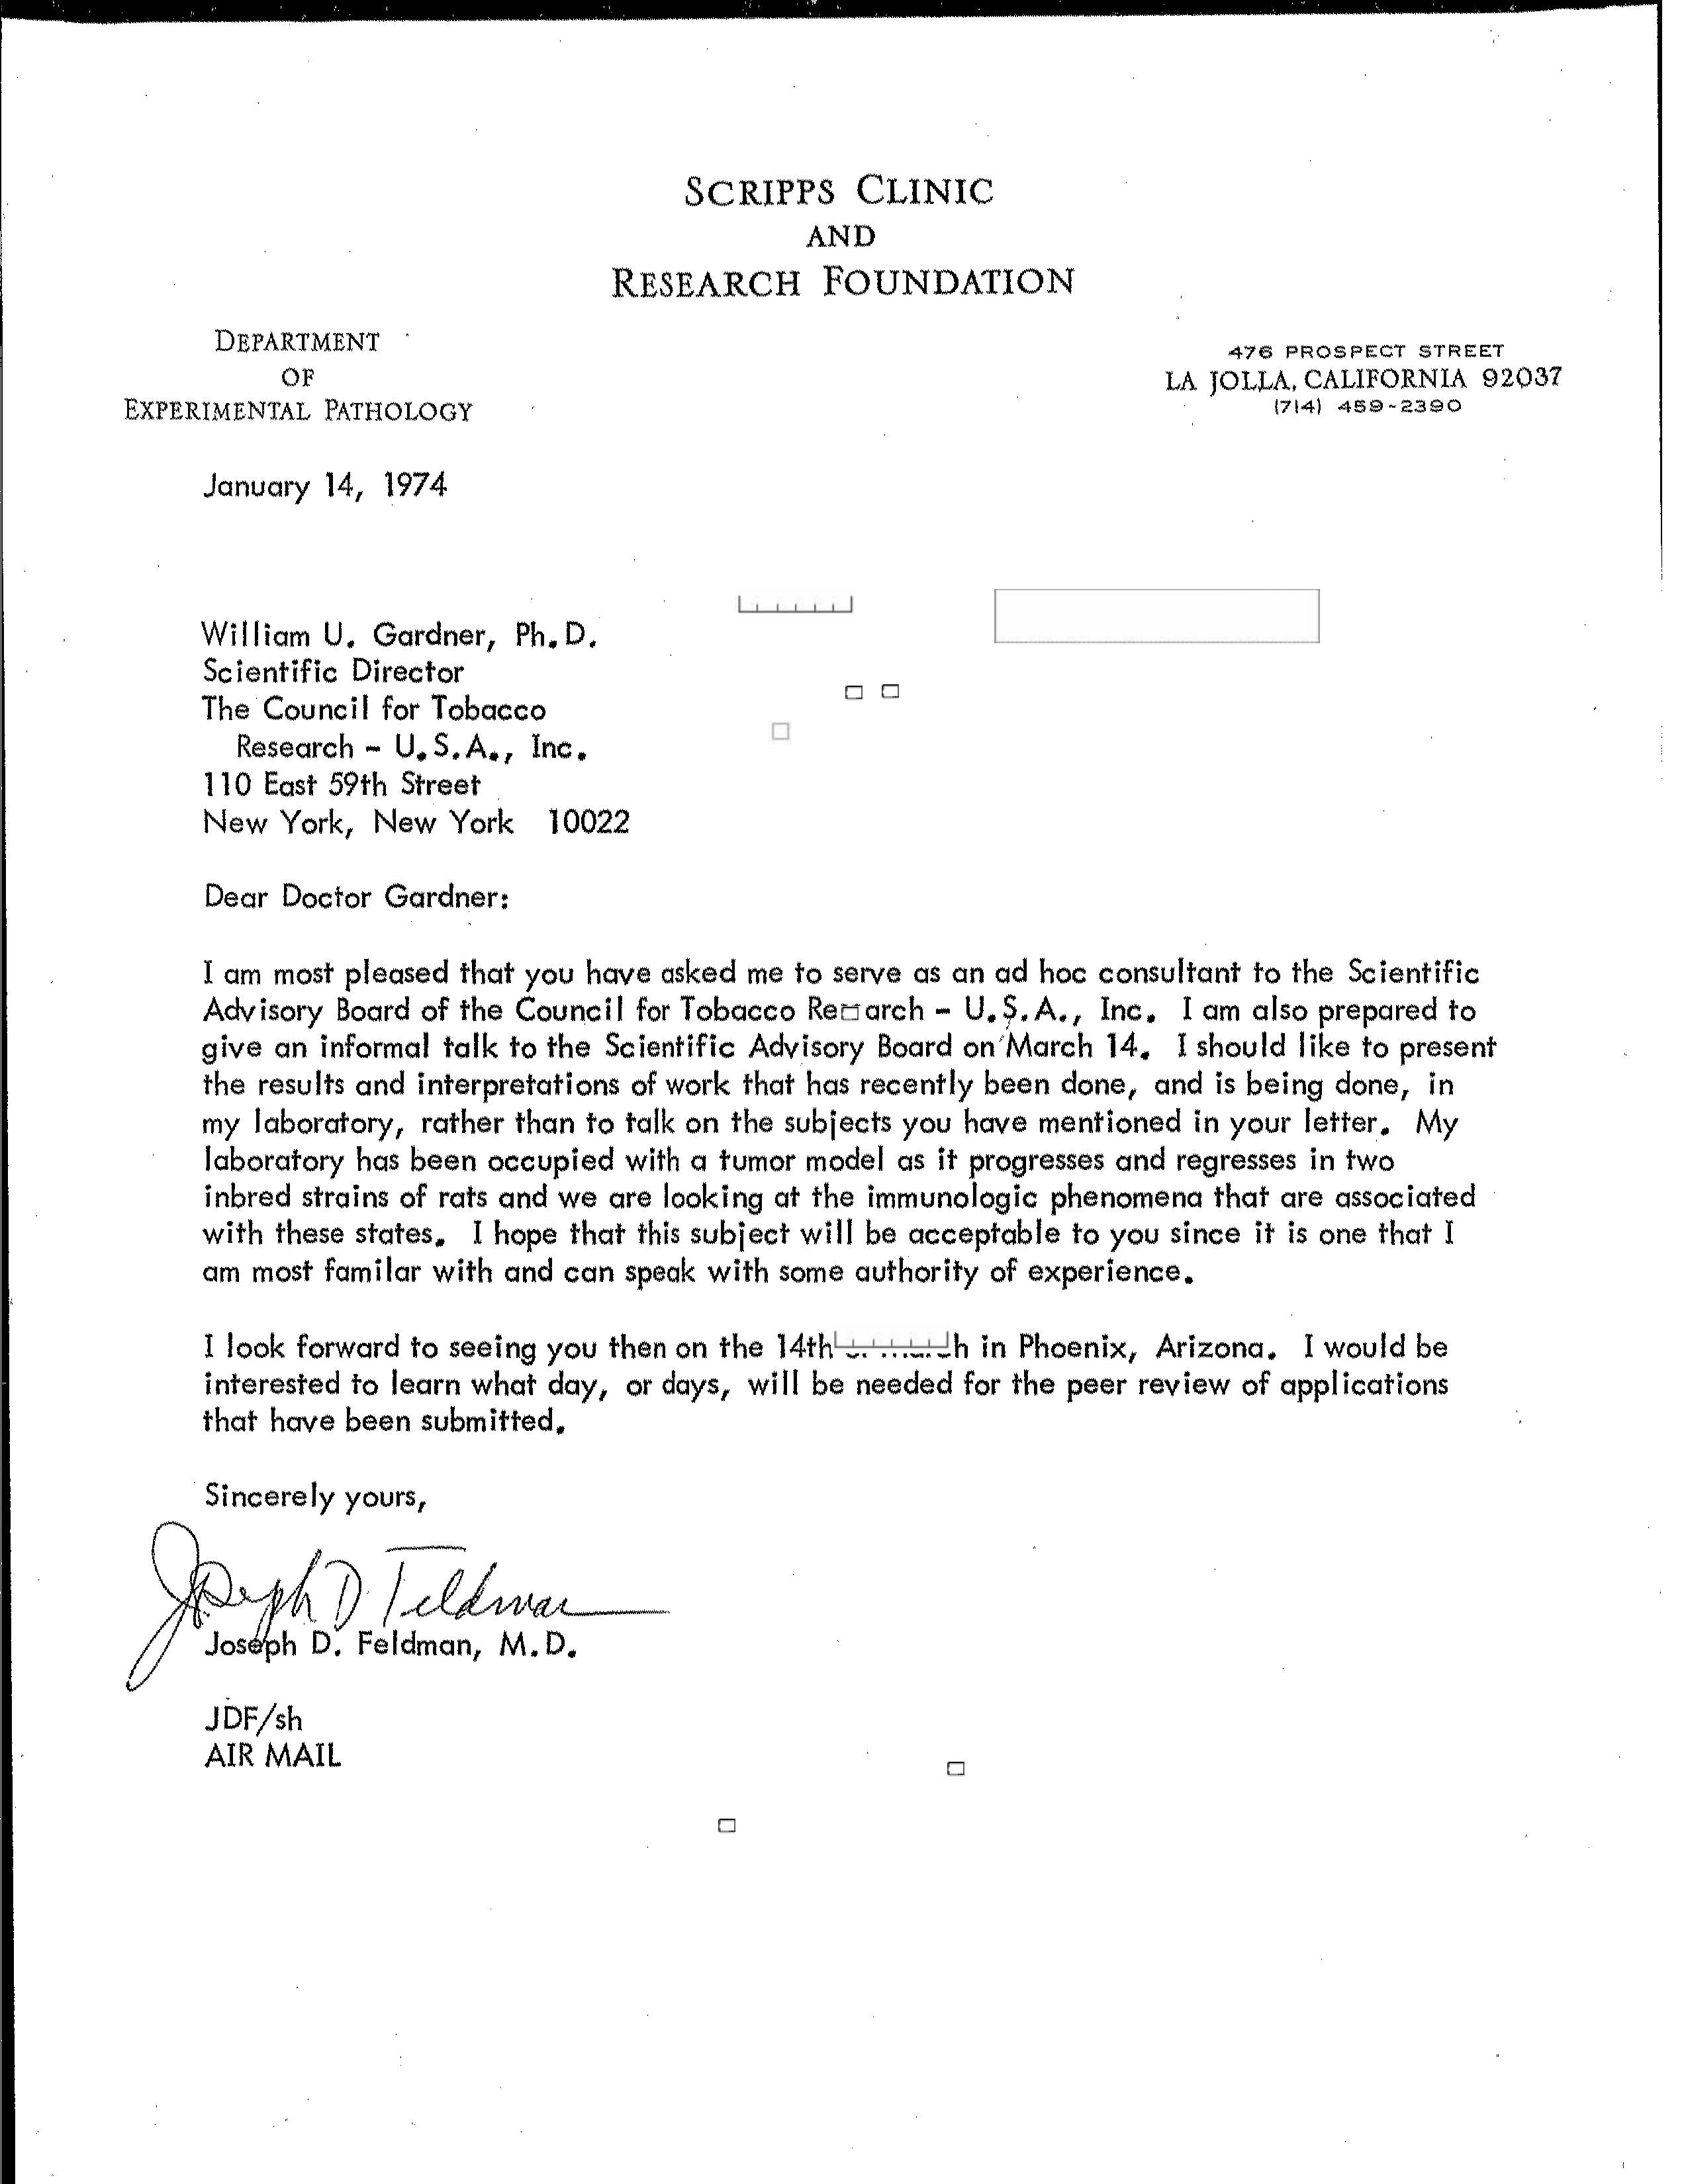 SCRIPPS CLINIC
AND
RESEARCH FOUNDATION
DEPARTMENT
OF
EXPERIMENTAL PATHOLOGY
476 PROSPECT STREET
LA JOLLA, CALIFORNIA 92037
(714) 459-2390
January 14, 1974
William U. Gardner, Ph.D.
Scientific Director
The Council for Tobacco
Research - U.S.A., Inc.
110 East 59th Street
New York, New York 10022
Dear Doctor Gardner:
I am most pleased that you have asked me to serve as an ad hoc consultant to the Scientific
Advisory Board of the Council for Tobacco - U.S.A., Inc. I am also prepared to
give an informal talk to the Scientific Advisory Board on March 14. I should like to present
the results and interpretations of work that has recently been done, and is being done, in
my laboratory, rather than to talk on the subjects you have mentioned in your letter. My
laboratory has been occupied with a tumor model as it progresses and regresses in two
inbred strains of rats and we are looking at the immunologic phenomena that are associated
with these states. I hope that this subject will be acceptable to you since it is one that I
am most familar with and can speak with some authority of experience.
I look forward to seeing you then on the 14th in Phoenix, Arizona. I would be
interested to learn what day, or days, will be needed for the peer review of applications
that have been submitted.
Sincerely yours,
Joseph D. Feldman
Joseph D. Feldman, M.D.
JDF/sh
AIR MAIL